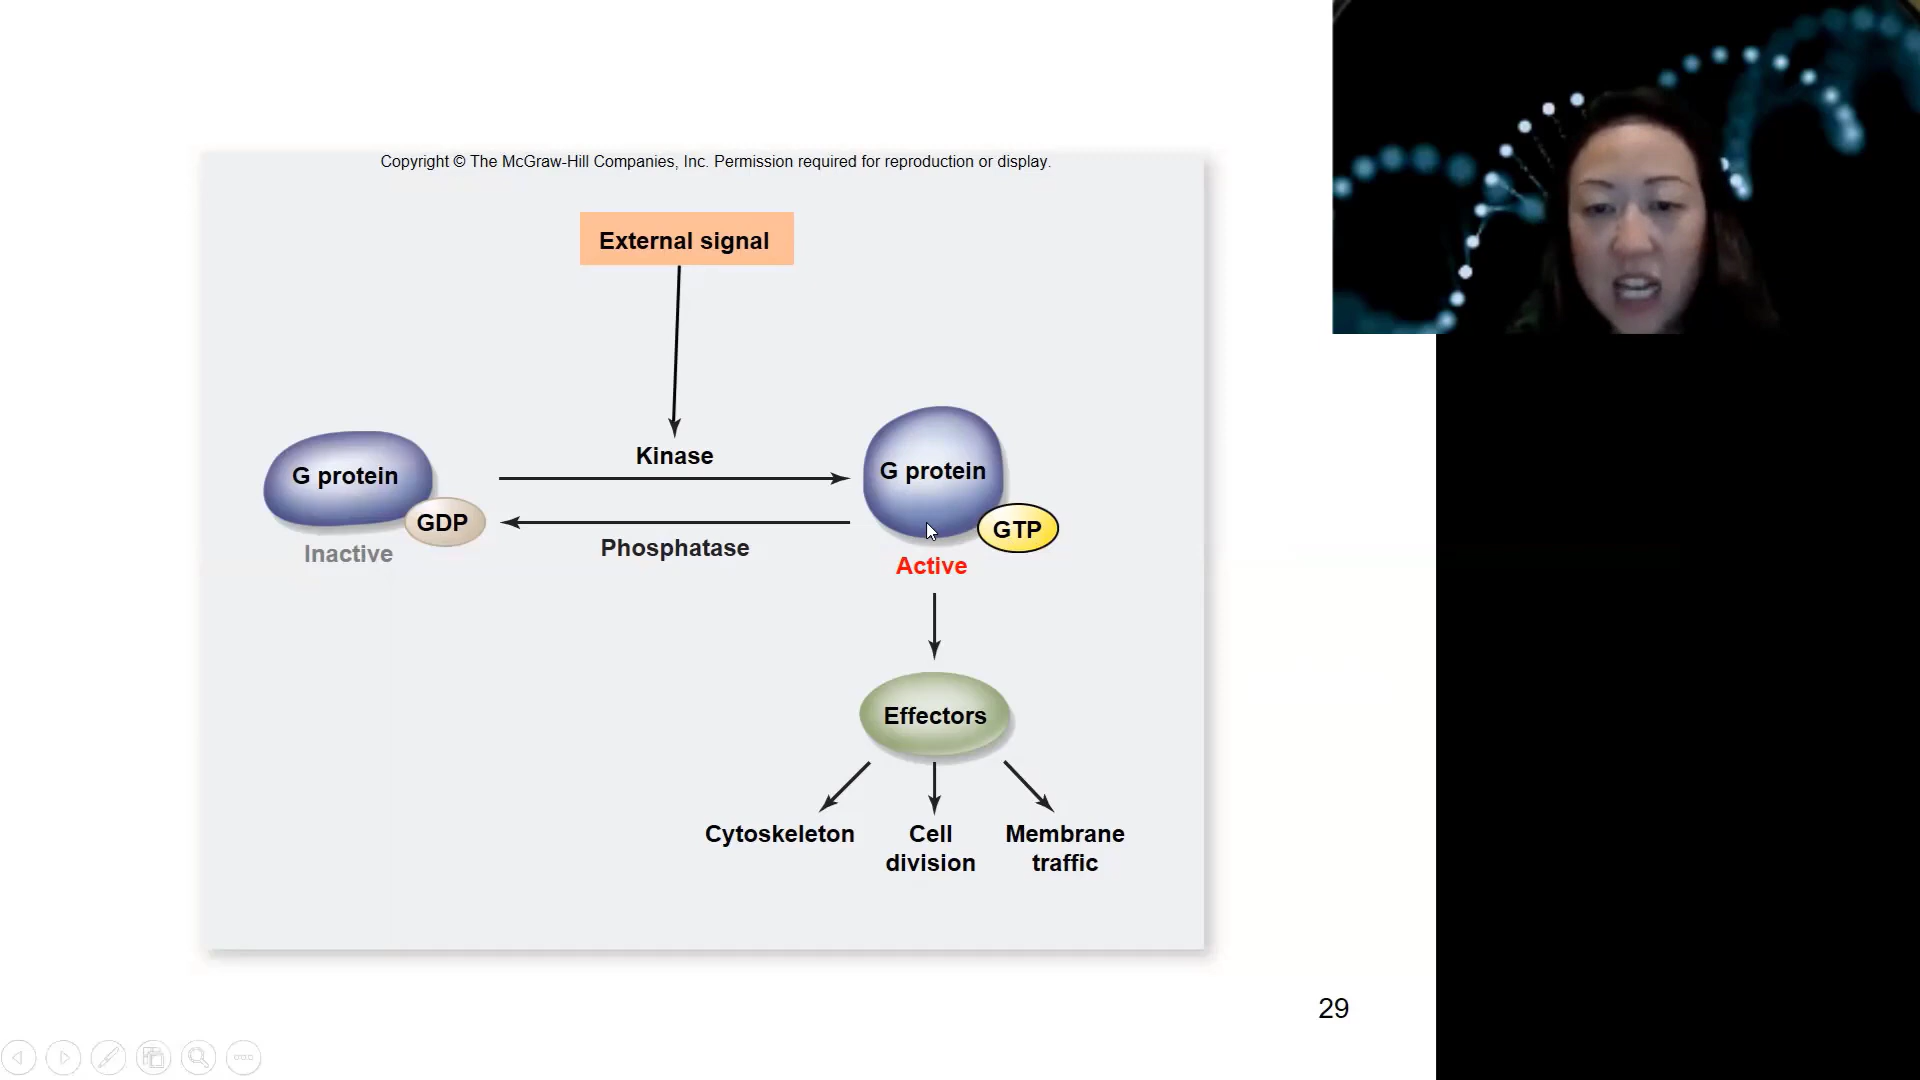 Copyright © The McGraw-Hill Companies, Inc. Permission required for reproduction or display.
External signal
Kinase
G protein
GDP
Inactive
Phosphatase
G protein
GTP
Active
Effectors
Cytoskeleton
Cell
division
Membrane
traffic
29